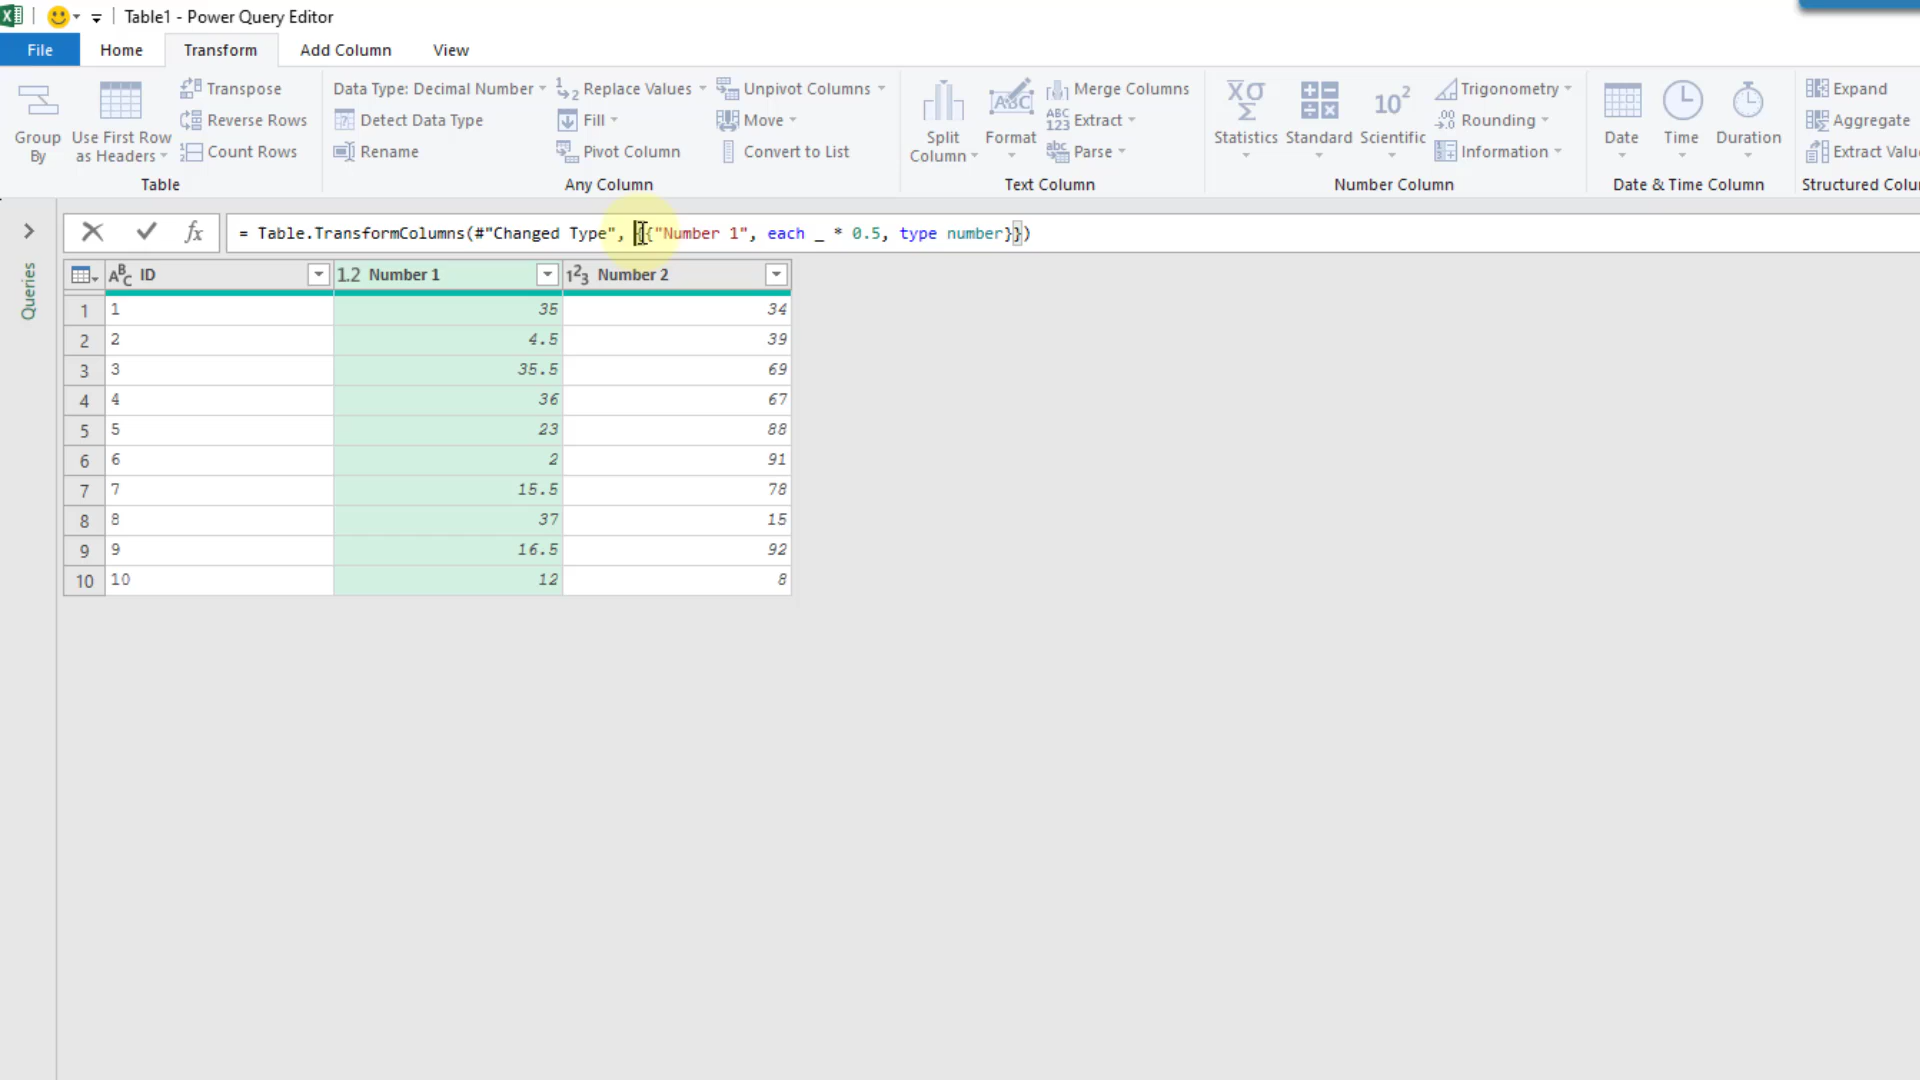 Table1 - Power Query Editor
File Home Transform Add Column View
Group By
Use First Row as Headers
Transpose
Reverse Rows
Count Rows
Table
Data Type: Decimal Number
Detect Data Type
Rename
Replace Values
Fill
Pivot Column
Unpivot Columns
Move
Convert to List
Any Column
Split Column
Format
Merge Columns
Extract
Parse
Text Column
Statistics
Standard
Scientific
Trigonometry
Rounding
Information
Number Column
Date
Time
Duration
Date & Time Column
Expand
Aggregate
Extract Valu
Structured Colu
= Table.TransformColumns(#"Changed Type", {{"Number 1", each _ * 0.5, type number}})
Queries
ID 1.2 Number 1 Number 2
1 1 35 34
2 2 4.5 39
3 3 35.5 69
4 4 36 67
5 5 23 88
6 6 2 91
7 7 15.5 78
8 8 37 15
9 9 16.5 92
10 10 12 8